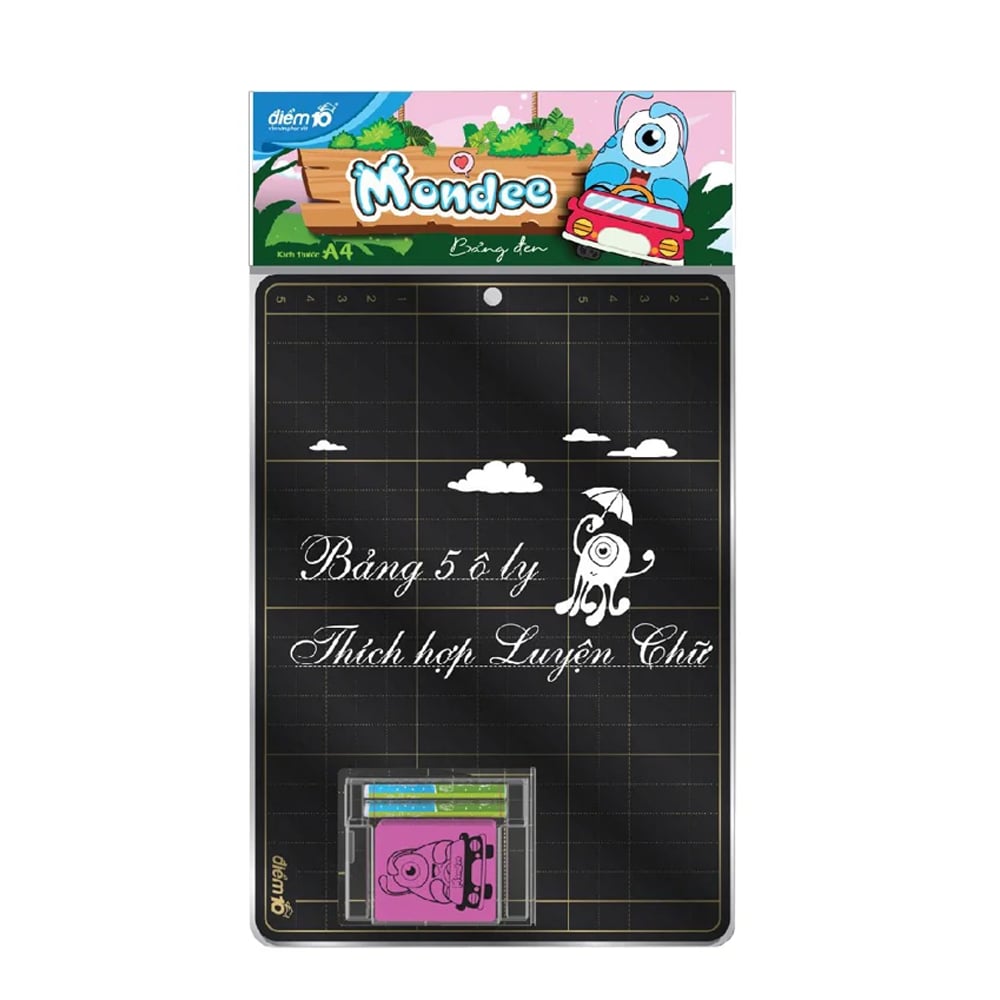 điểm 10
Mondee
Kích thước A4
Bảng đen
5 4 3 2 1 5 4 3 2 1
Bảng 5 ô ly
Thích hợp Luyện Chữ
Mondee
điểm 10